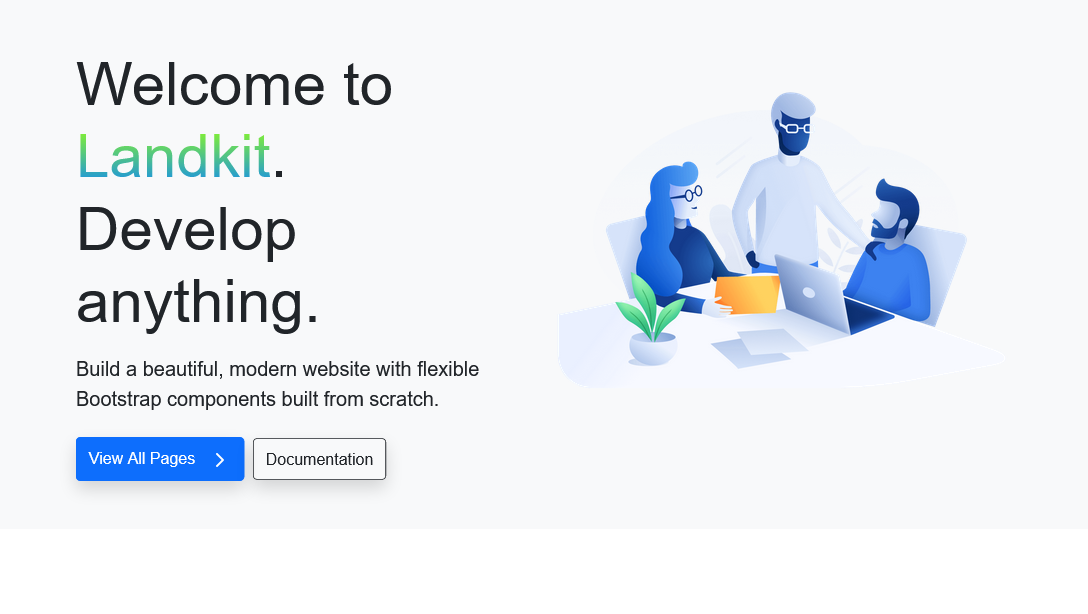 Welcome to
Landkit.
Develop
anything.
Build a beautiful, modern website with flexible
Bootstrap components built from scratch.
View All Pages
Documentation